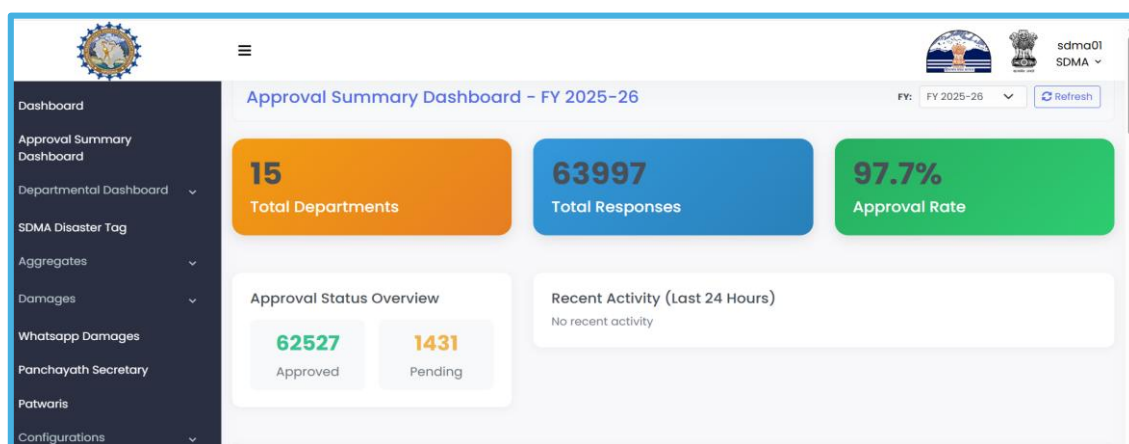 sdma01
SDMA
Dashboard
Approval Summary
Dashboard
Departmental Dashboard
SDMA Disaster Tag
Aggregates
Damages
Whatsapp Damages
Panchayath Secretary
Patwaris
Configurations
Approval Summary Dashboard - FY 2025-26
FY: FY 2025-26 Refresh
15
Total Departments
63997
Total Responses
97.7%
Approval Rate
Approval Status Overview
62527
Approved
1431
Pending
Recent Activity (Last 24 Hours)
No recent activity